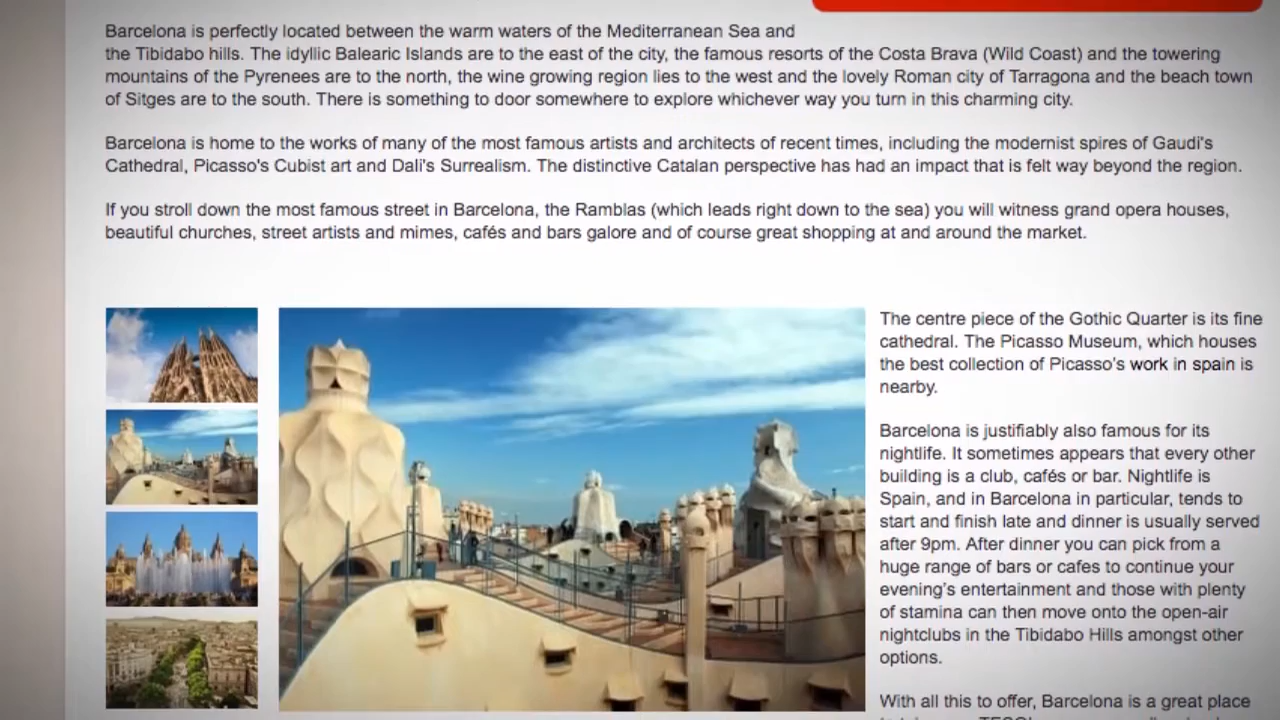 Barcelona is perfectly located between the warm waters of the Mediterranean Sea and
the Tibidabo hills. The idyllic Balearic Islands are to the east of the city, the famous resorts of the Costa Brava (Wild Coast) and the towering
mountains of the Pyrenees are to the north, the wine growing region lies to the west and the lovely Roman city of Tarragona and the beach town
of Sitges are to the south. There is something to door somewhere to explore whichever way you turn in this charming city.
Barcelona is home to the works of many of the most famous artists and architects of recent times, including the modernist spires of Gaudi's
Cathedral, Picasso's Cubist art and Dali's Surrealism. The distinctive Catalan perspective has had an impact that is felt way beyond the region.
If you stroll down the most famous street in Barcelona, the Ramblas (which leads right down to the sea) you will witness grand opera houses,
beautiful churches, street artists and mimes, cafés and bars galore and of course great shopping at and around the market.
The centre piece of the Gothic Quarter is its fine
cathedral. The Picasso Museum, which houses
the best collection of Picasso's work in spain is
nearby.
Barcelona is justifiably also famous for its
nightlife. It sometimes appears that every other
building is a club, cafés or bar. Nightlife is
Spain, and in Barcelona in particular, tends to
start and finish late and dinner is usually served
after 9pm. After dinner you can pick from a
huge range of bars or cafes to continue your
evening's entertainment and those with plenty
of stamina can then move onto the open-air
nightclubs in the Tibidabo Hills amongst other
options.
With all this to offer, Barcelona is a great place